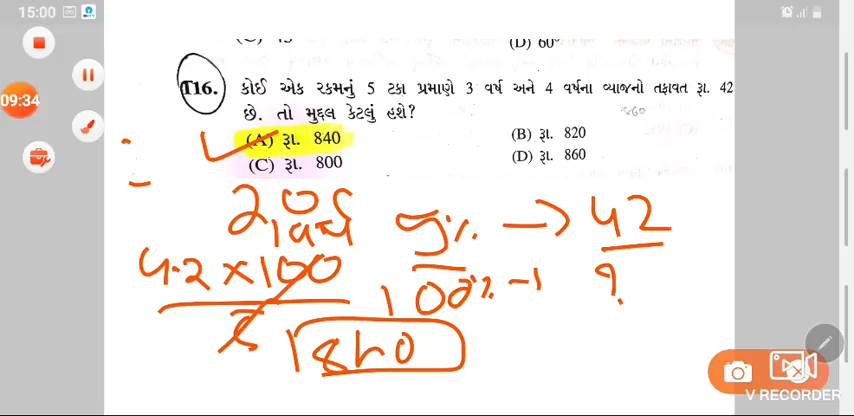 15:00
09:34
(D) 60°
T16. કોઈ એક રકમનું 5 ટકા પ્રમાણે 3 વર્ષ અને 4 વર્ષના વ્યાજનો તફાવત રૂા. 42
છે. તો મુદ્દલ કેટલું હશે?
(A) રૂા. 840
(B) રૂા. 820
(C) રૂા. 800
(D) રૂા. 860
1 વર્ષ 5% → 42
100% - ?
42 × 100
5
840
V RECORDER